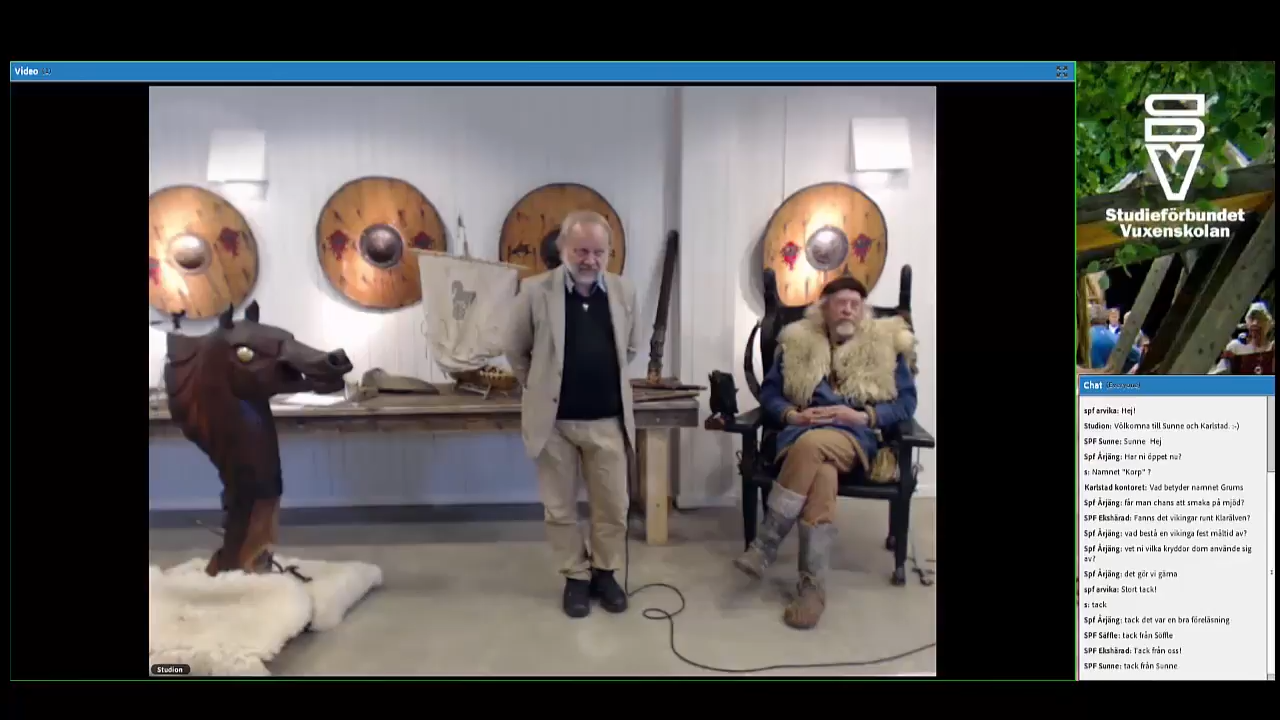 Video
Studieförbundet
Vuxenskolan
Chat (Everyone)
spf arvika: Hej!
Studion: Välkomna till Sunne och Karlstad. :-)
SPF Sunne: Sunne Hej
Spf Årjäng: Har ni öppet nu?
s: Namnet "Korp" ?
Karlstad kontoret: Vad betyder namnet Grums
Spf Årjäng: får man chans att smaka på mjöd?
SPF Ekshärad: Fanns det vikingar runt Klarälven?
Spf Årjäng: vad bestå en vikinga fest måltid av?
Spf Årjäng: vet ni vilka kryddor dom använde sig
av?
Spf Årjäng: det gör vi gärna
spf arvika: Stort tack!
s: tack
Spf Årjäng: tack det var en bra föreläsning
SPF Säffle: tack från Söffle
SPF Ekshärad: Tack från oss!
SPF Sunne: tack från Sunne
Studion